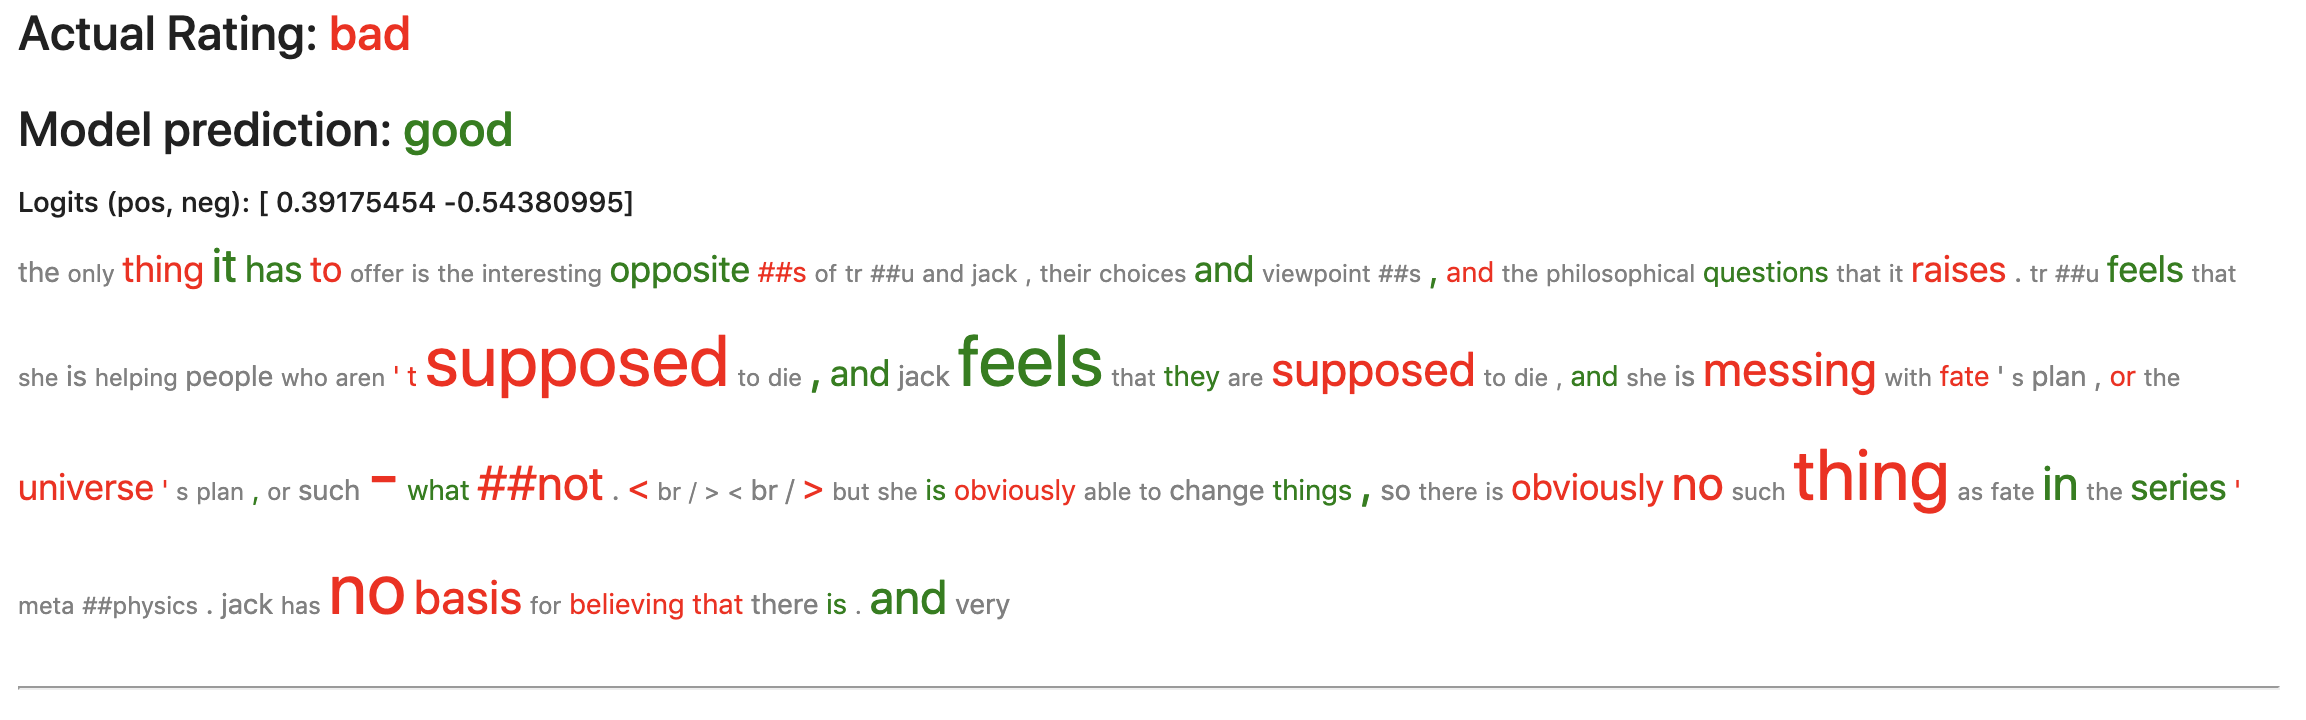 Actual Rating: bad
Model prediction: good
Logits (pos, neg): [ 0.39175454 -0.54380995]
the only thing it has to offer is the interesting opposite ##s of tr ##u and jack , their choices and viewpoint ##s , and the philosophical questions that it raises . tr ##u feels that
she is helping people who aren ' t supposed to die , and jack feels that they are supposed to die , and she is messing with fate ' s plan , or the
universe ' s plan , or such - what ##not . < br / > < br / > but she is obviously able to change things , so there is obviously no such thing as fate in the series '
meta ##physics . jack has no basis for believing that there is . and very